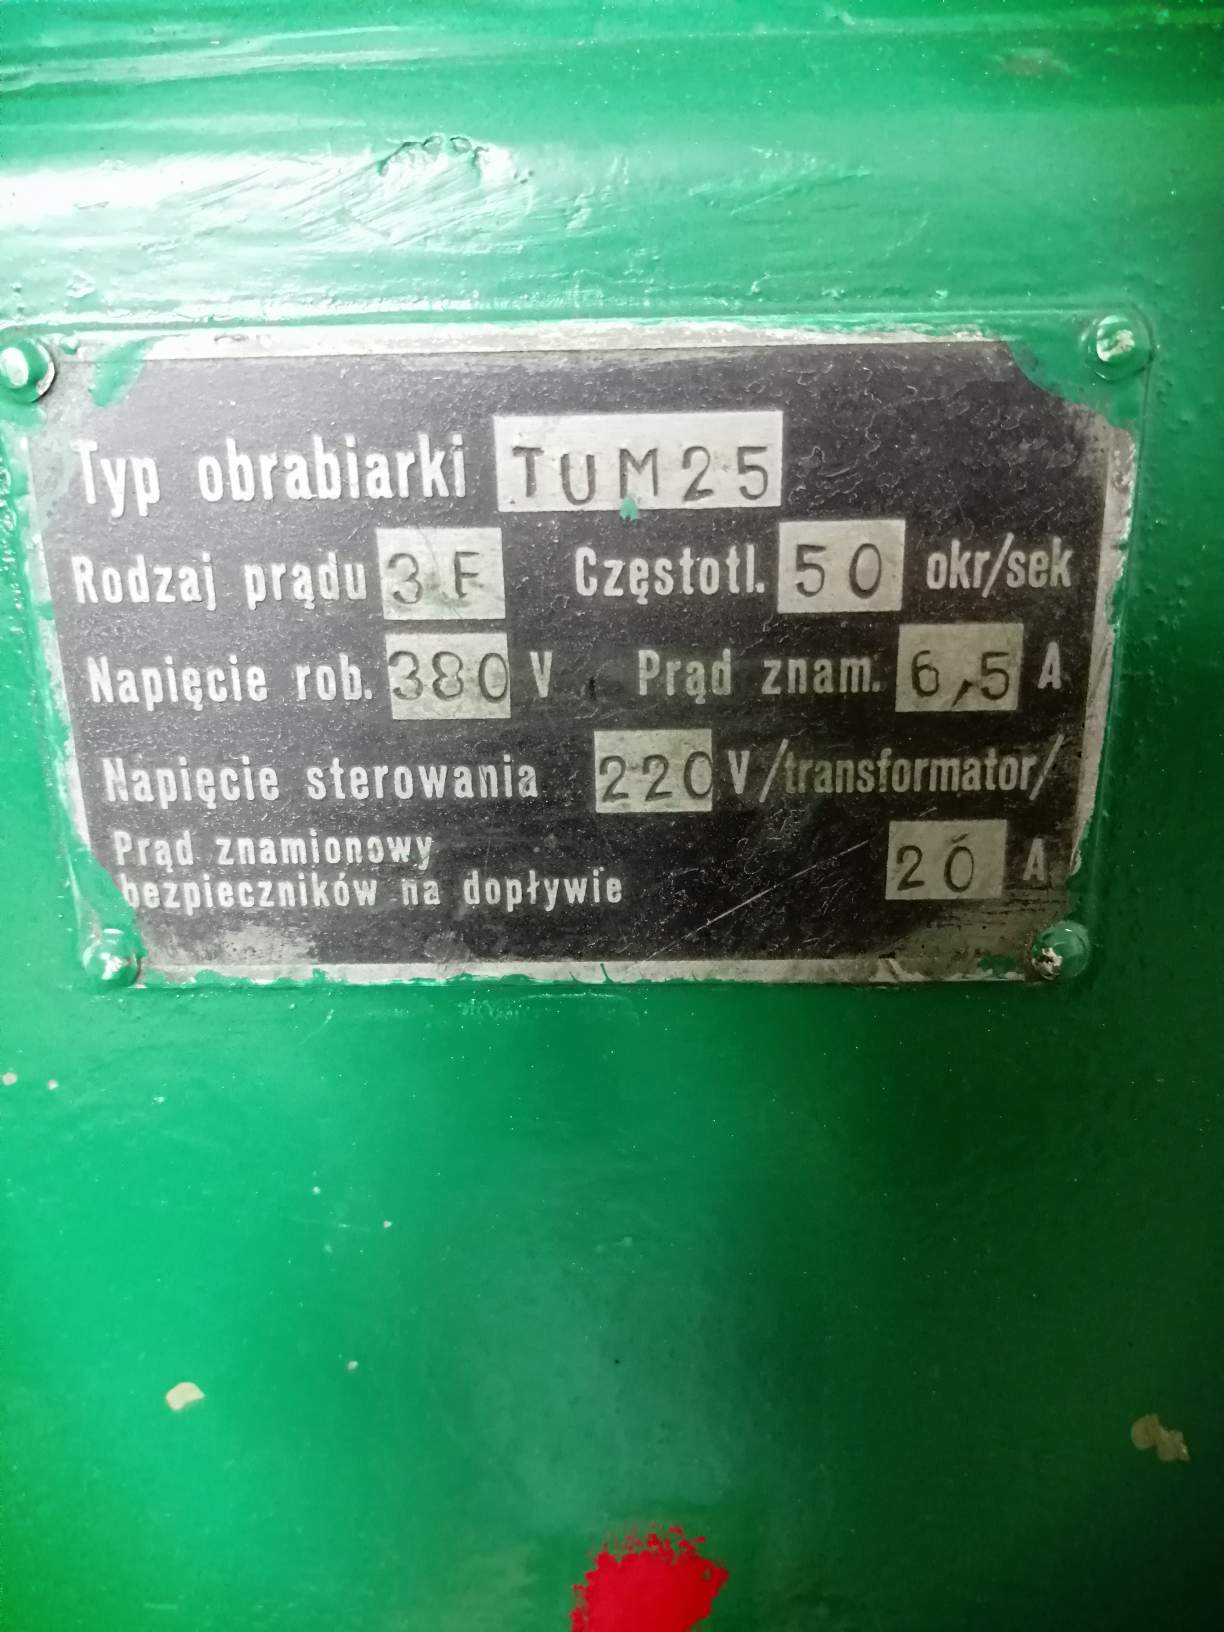 Typ obrabiarki TUM25
Rodzaj prądu 3F Częstotl. 50 okr/sek
Napięcie rob. 380 V Prąd znam. 6,5 A
Napięcie sterowania 220 V /transformator/
Prąd znamionowy
bezpieczników na dopływie 20 A